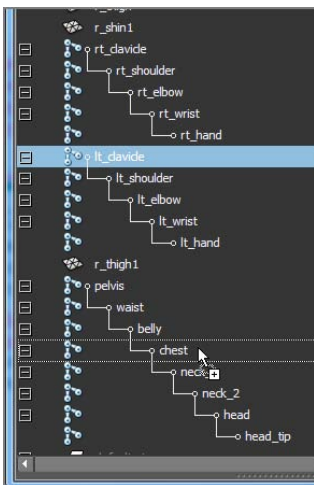 r_shin1
rt_clavicle
rt_shoulder
rt_elbow
rt_wrist
rt_hand
lt_clavicle
lt_shoulder
lt_elbow
lt_wrist
lt_hand
r_thigh1
pelvis
waist
belly
chest
neck_2
head
head_tip